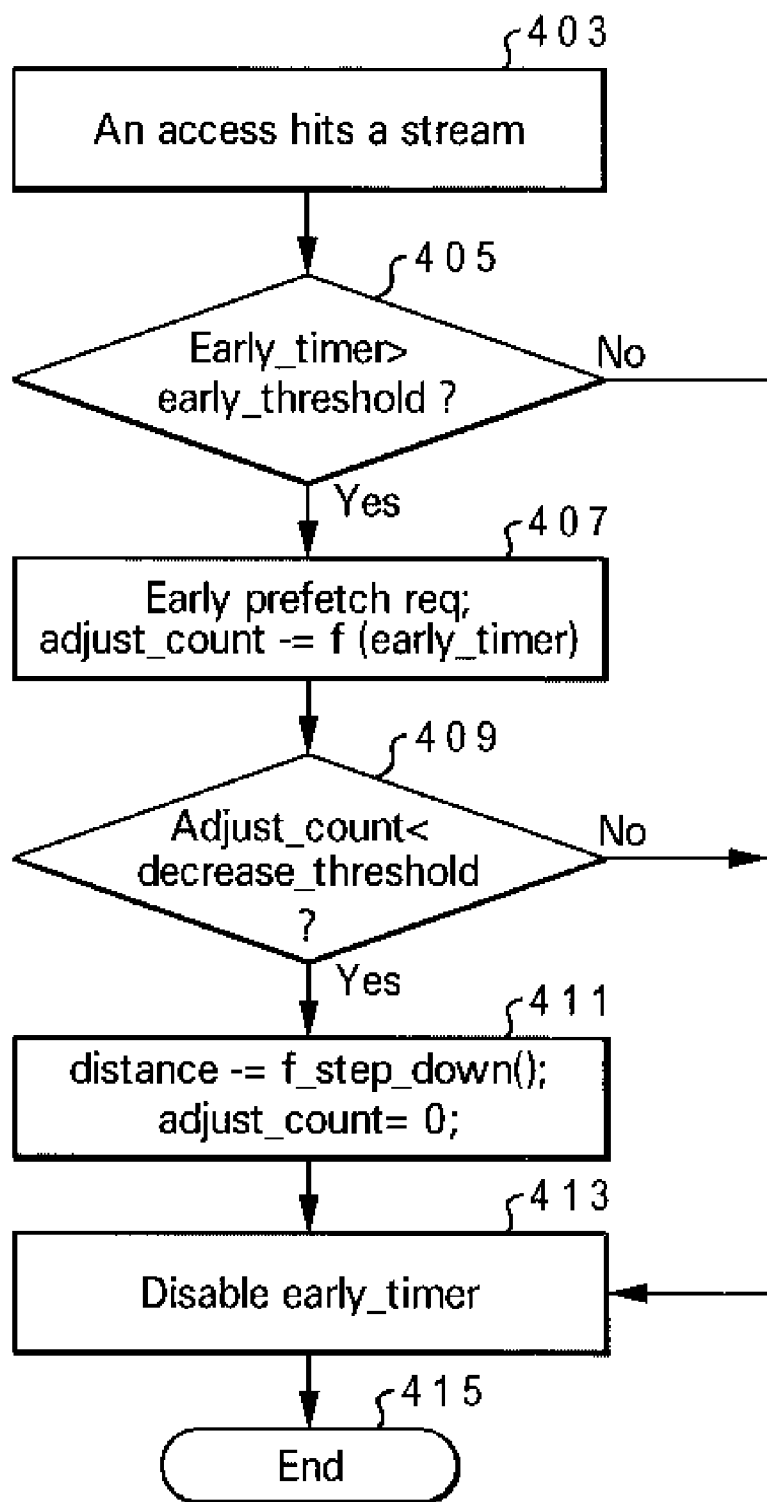 403
An access hits a stream
405
Early_timer>
early_threshold ?
No
Yes
407
Early prefetch req;
adjust_count -= f (early_timer)
409
Adjust_count<
decrease_threshold
?
No
Yes
411
distance -= f_step_down();
adjust_count= 0;
413
Disable early_timer
415
End